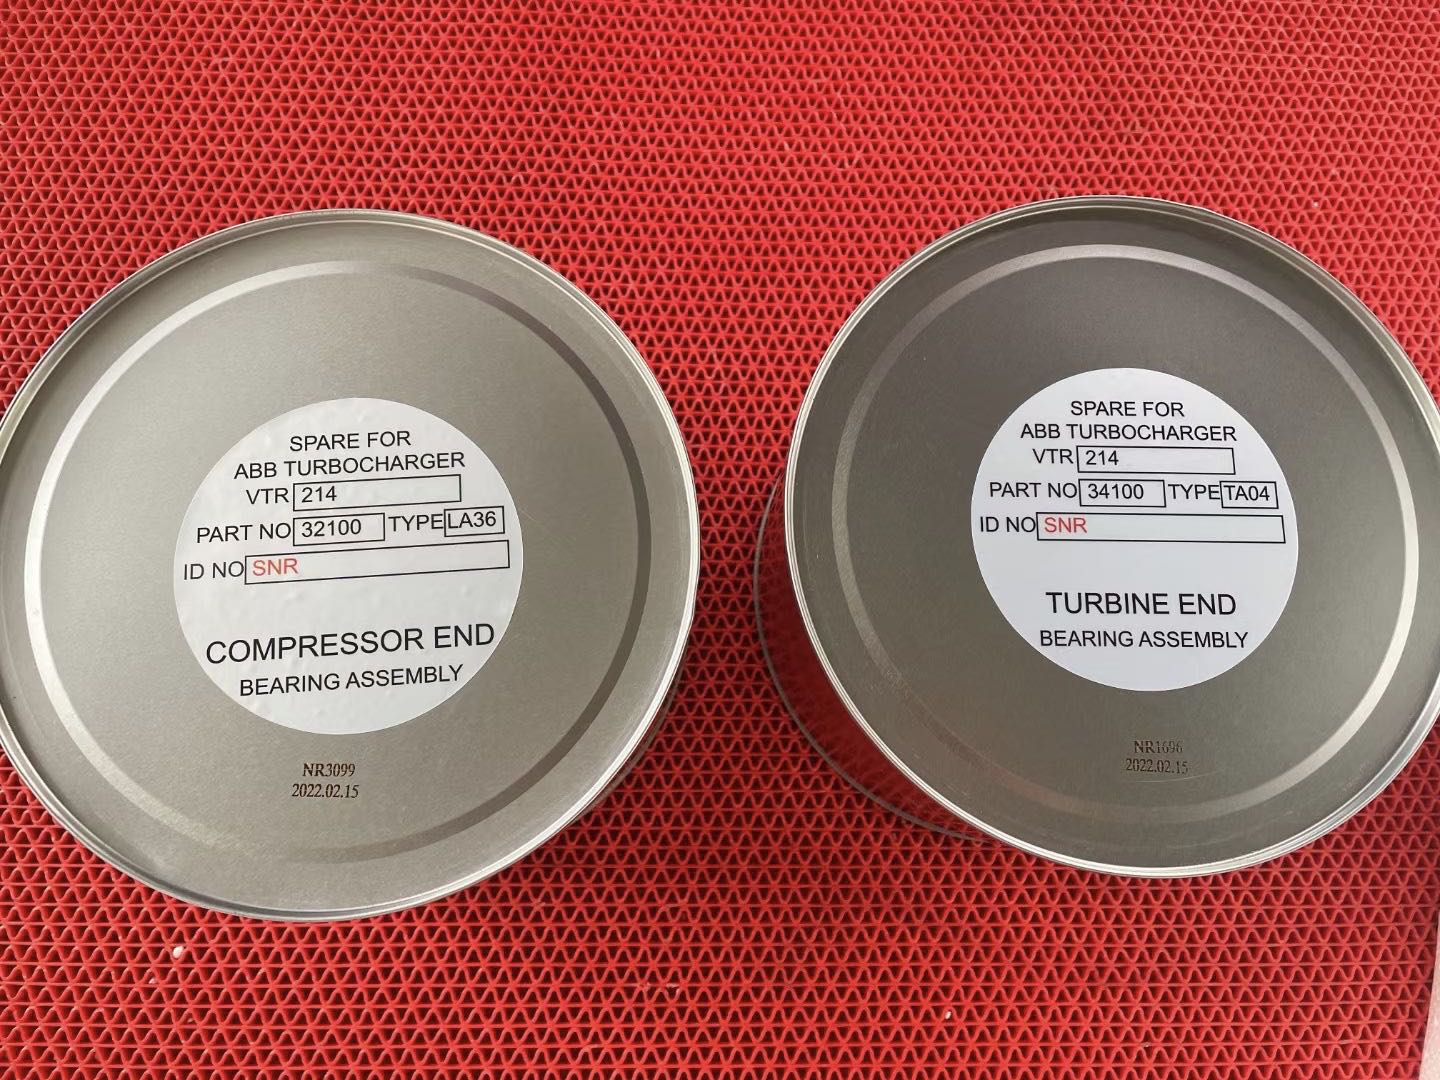 SPARE FOR
ABB TURBOCHARGER
VTR 214
PART NO 32100 TYPE LA36
ID NO SNR
COMPRESSOR END
BEARING ASSEMBLY
NR3099
2022.02.15
SPARE FOR
ABB TURBOCHARGER
VTR 214
PART NO 34100 TYPE TA04
ID NO SNR
TURBINE END
BEARING ASSEMBLY
NR1696
2022.02.15